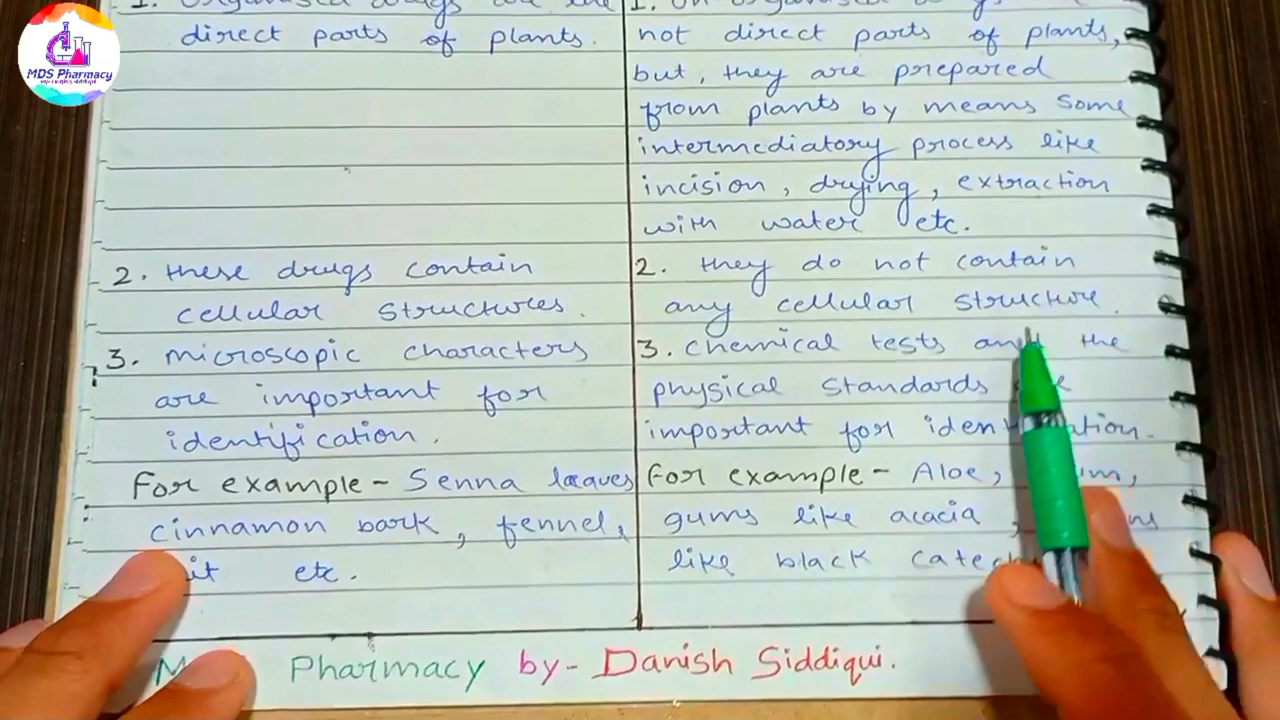 MDS Pharmacy
direct parts of plants.
2. these drugs contain
cellular structures.
3. microscopic characters
are important for
identification.
For example - Senna leaves
cinnamon bark, fennel,
etc.
not direct parts of plants,
but, they are prepared
from plants by means some
intermediatory process like
incision, drying, extraction
with water etc.
2. they do not contain
any cellular structure.
3. chemical tests the
physical standards
important for
For example - Aloe,
gums like acacia,
like black
Pharmacy by- Danish Siddiqui.